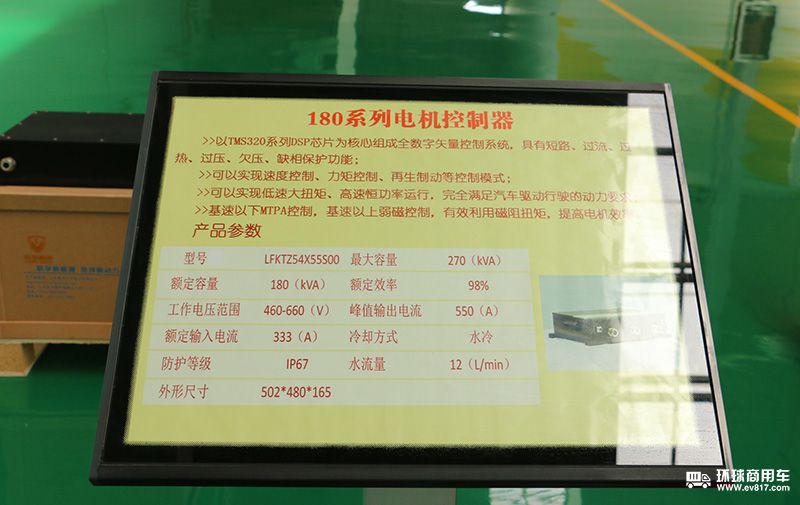 180系列电机控制器
>>以TMS320系列DSP芯片为核心组成全数字矢量控制系统，具有短路、过流、过
热、过压、欠压、缺相保护功能；
>>可以实现速度控制、力矩控制、再生制动等控制模式；
>>可以实现低速大扭矩、高速恒功率运行，完全满足汽车驱动行驶的动力要求；
>>基速以下MTPA控制，基速以上弱磁控制，有效利用磁阻扭矩，提高电机效
产品参数
型号 LFKTZ54X55S00 最大容量 270（kVA）
额定容量 180（kVA） 额定效率 98%
工作电压范围 460-660（V） 峰值输出电流 550（A）
额定输入电流 333（A） 冷却方式 水冷
防护等级 IP67 水流量 12（L/min）
外形尺寸 502*480*165
环球商用车
www.ev817.com